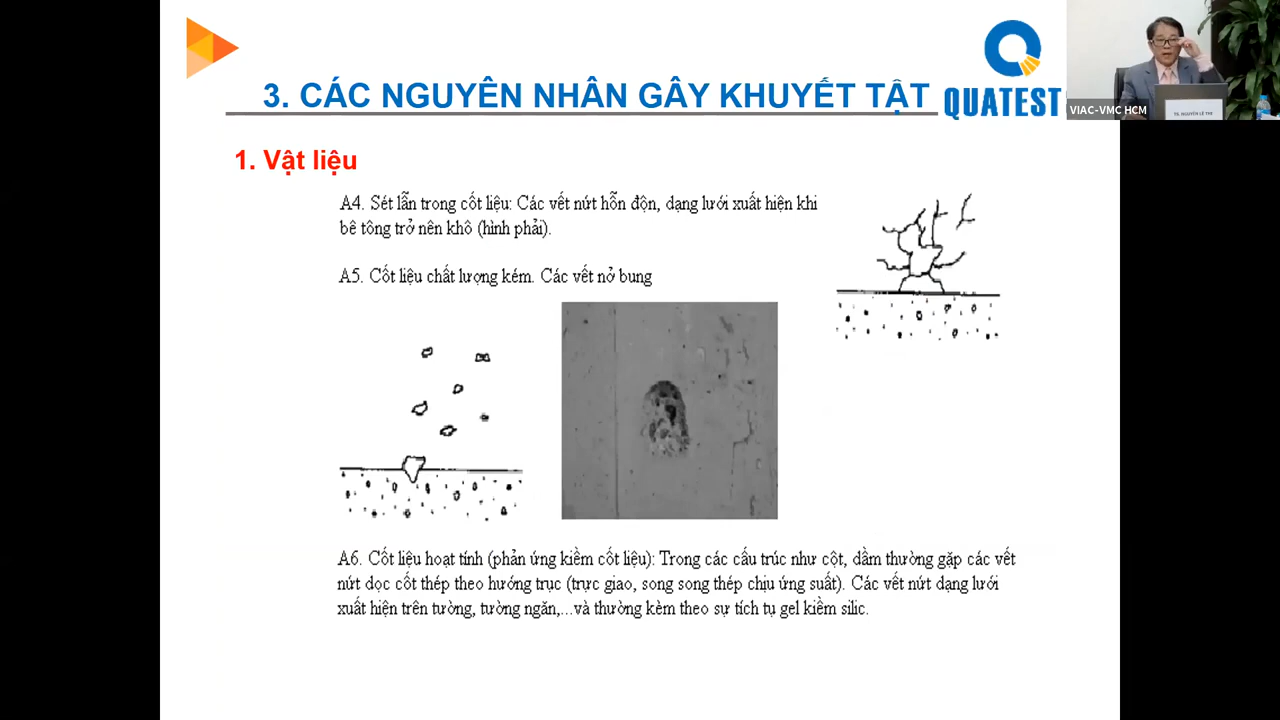 3. CÁC NGUYÊN NHÂN GÂY KHUYẾT TẬT
QUATEST
VIAC-VMC HCM
1. Vật liệu
A4. Sét lẫn trong cốt liệu: Các vết nứt hỗn độn, dạng lưới xuất hiện khi
bê tông trở nên khô (hình phải).
A5. Cốt liệu chất lượng kém. Các vết nở bung
A6. Cốt liệu hoạt tính (phản ứng kiềm cốt liệu): Trong các cấu trúc như cột, dầm thường gặp các vết
nứt dọc cốt thép theo hướng trục (trực giao, song song thép chịu ứng suất). Các vết nứt dạng lưới
xuất hiện trên tường, tường ngăn,...và thường kèm theo sự tích tụ gel kiềm silic.